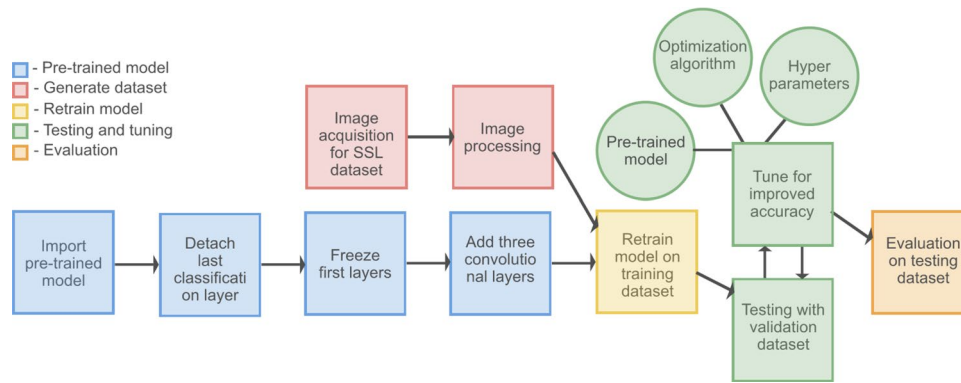 - Pre-trained model
- Generate dataset
- Retrain model
- Testing and tuning
- Evaluation
Optimization
algorithm
Hyper
parameters
Pre-trained
model
Image
acquisition
for SSL
dataset
Image
processing
Tune for
improved
accuracy
Import
pre-trained
model
Detach
last
classificati
on layer
Freeze
first layers
Add three
convolutio
nal layers
Retrain
model on
training
dataset
Testing with
validation
dataset
Evaluation
on testing
dataset